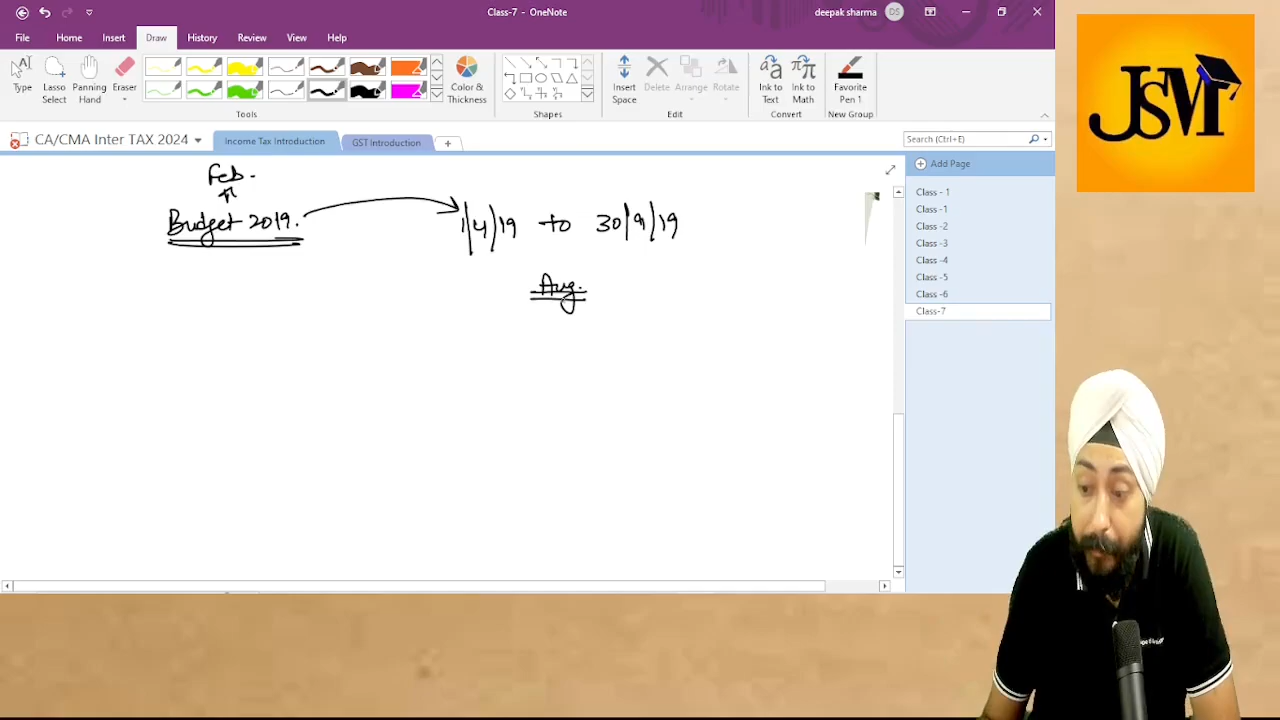 Class-7 - OneNote
deepak sharma DS
File Home Insert Draw History Review View Help
Type Lasso Select Panning Hand Eraser
Color & Thickness
Insert Space Delete Arrange Rotate
Ink to Text Ink to Math
Favorite Pen 1
Tools Shapes Edit Convert New Group
CA/CMA Inter TAX 2024 Income Tax Introduction GST Introduction + Search (Ctrl+E)
Add Page
Class - 1
Class -1
Class -2
Class -3
Class -4
Class -5
Class -6
Class-7
Feb.
Budget 2019. 1|4|19 to 30|9|19
Aug.
JSM